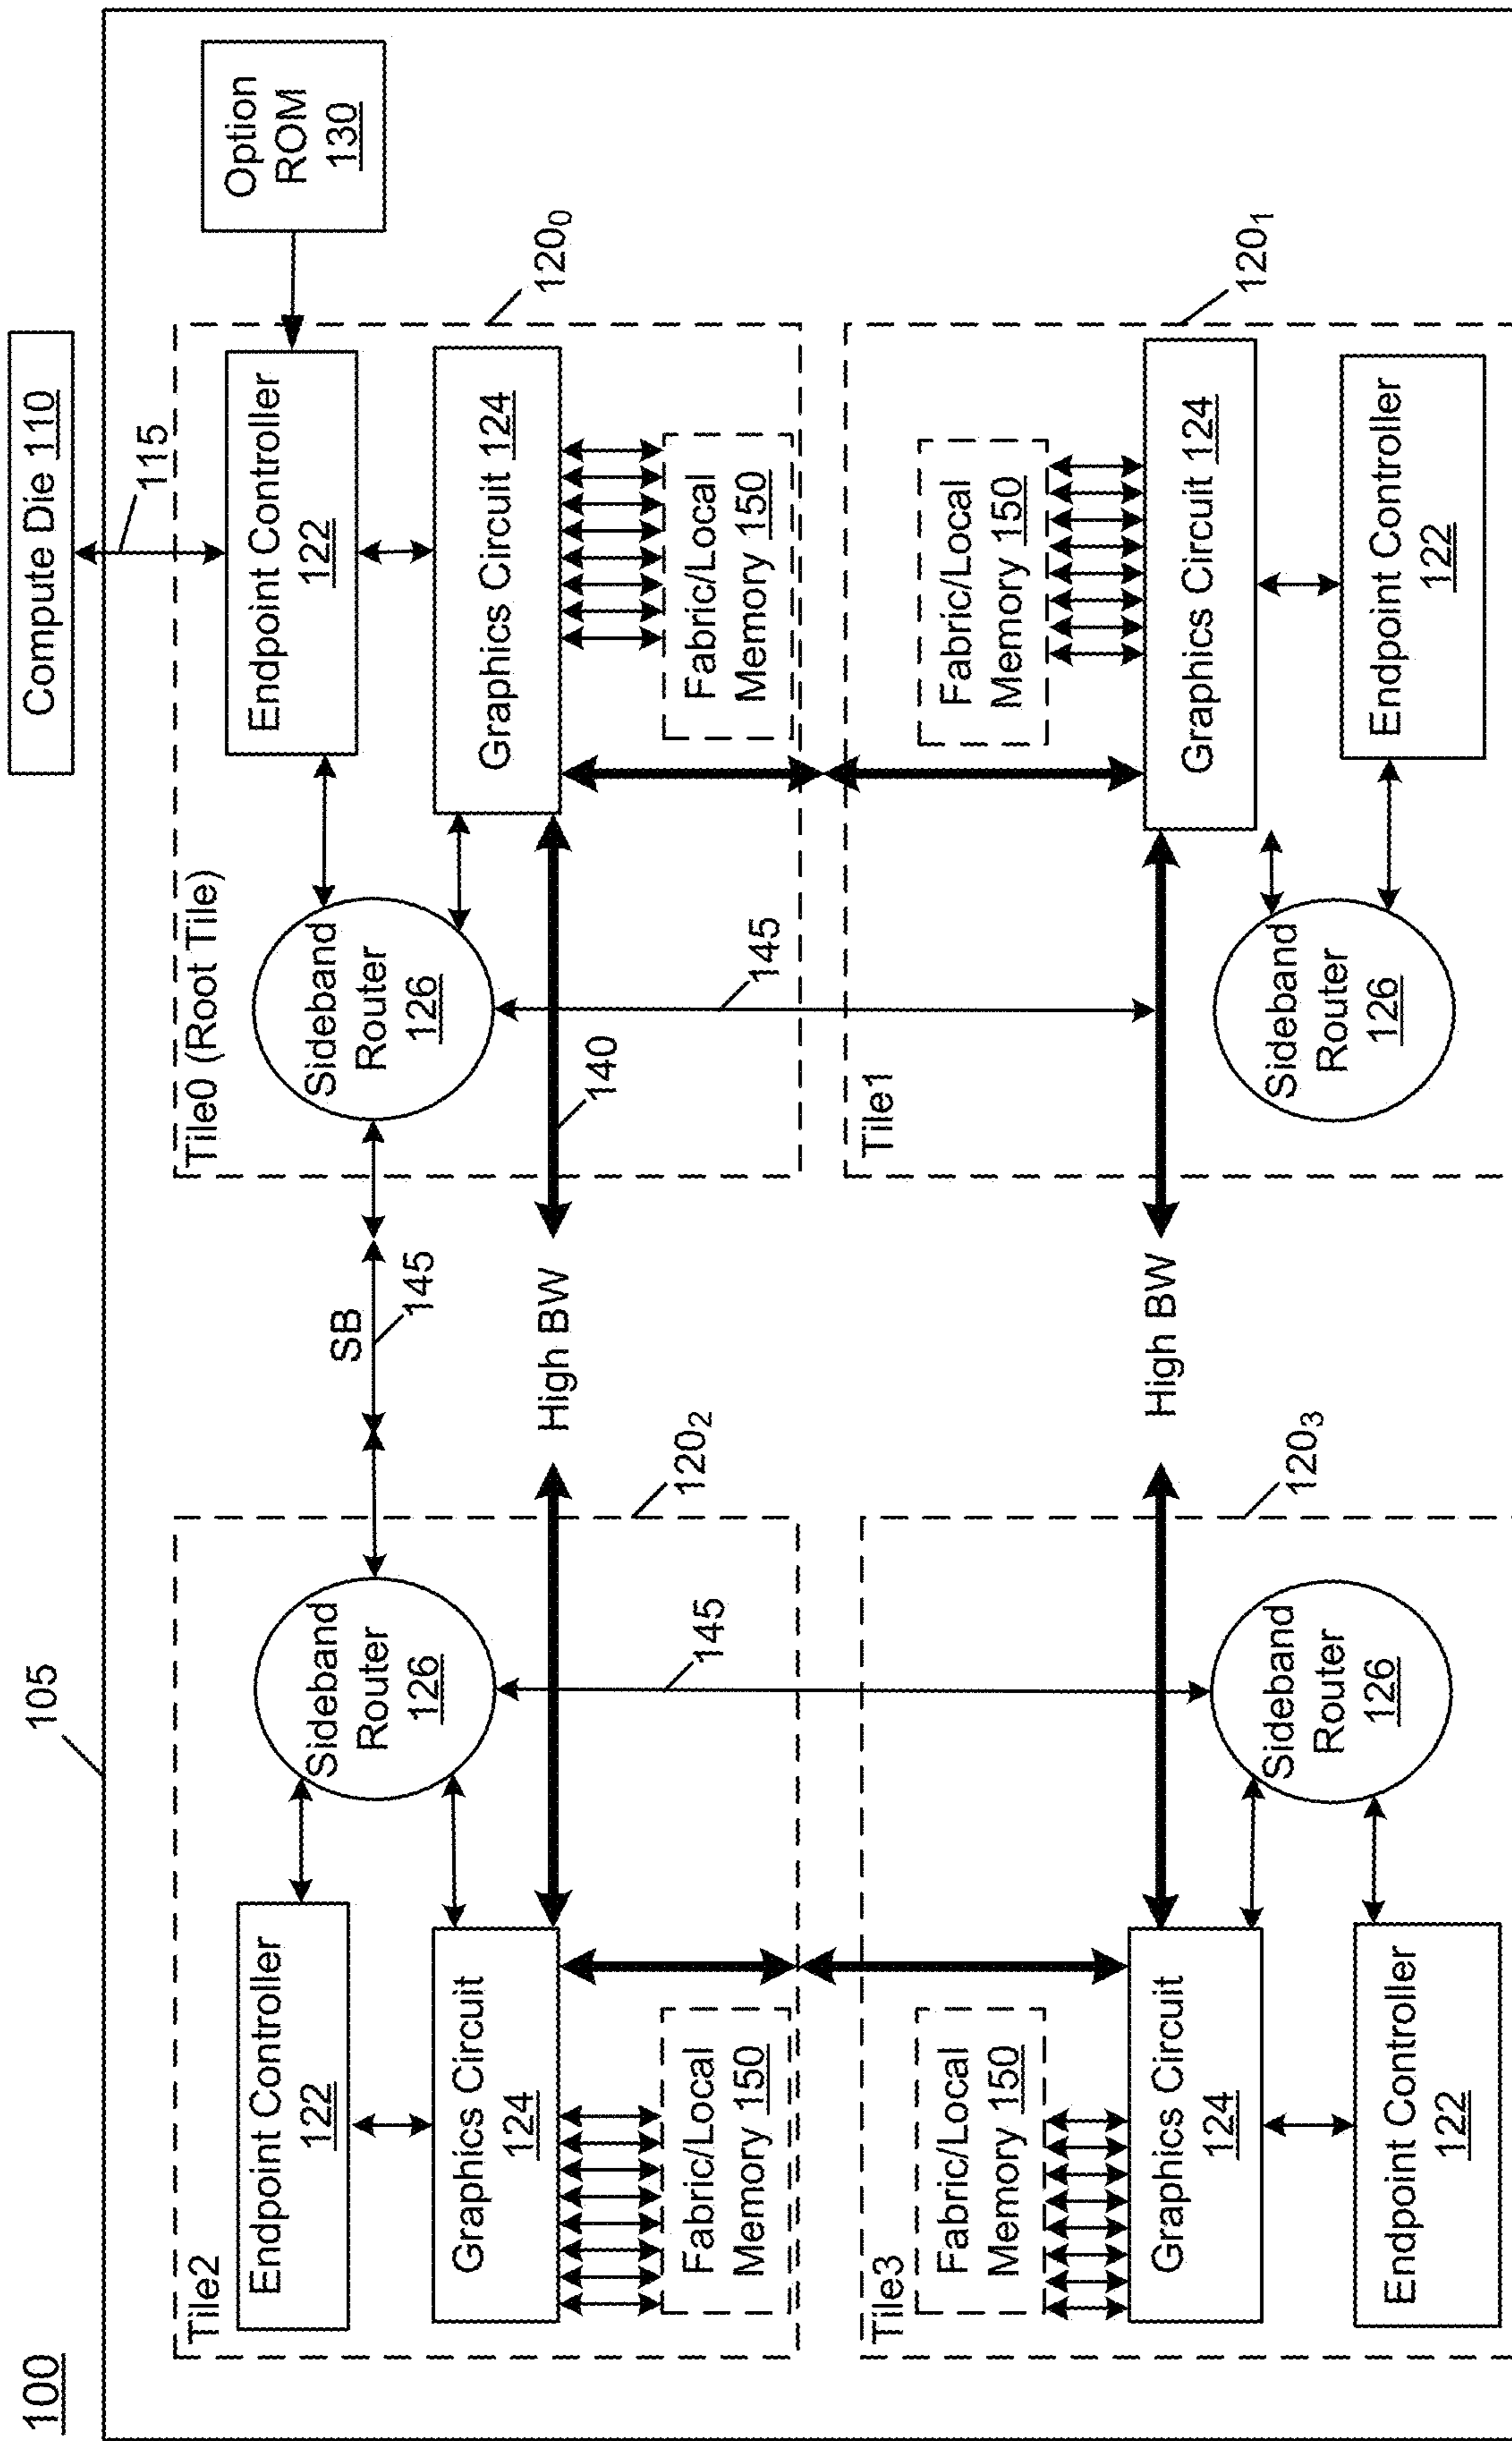 100
105
Compute Die 110
115
Tile2
Endpoint Controller
122
Graphics Circuit
124
Fabric/Local
Memory 150
Sideband
Router
126
145
120₂
SB
145
High BW
Tile0 (Root Tile)
Sideband
Router
126
140
145
Endpoint Controller
122
Graphics Circuit 124
Fabric/Local
Memory 150
120₀
Option
ROM
130
Tile3
Fabric/Local
Memory 150
Graphics Circuit
124
Endpoint Controller
122
Sideband
Router
126
120₃
High BW
Tile1
Fabric/Local
Memory 150
Graphics Circuit 124
Endpoint Controller
122
Sideband
Router
126
120₁